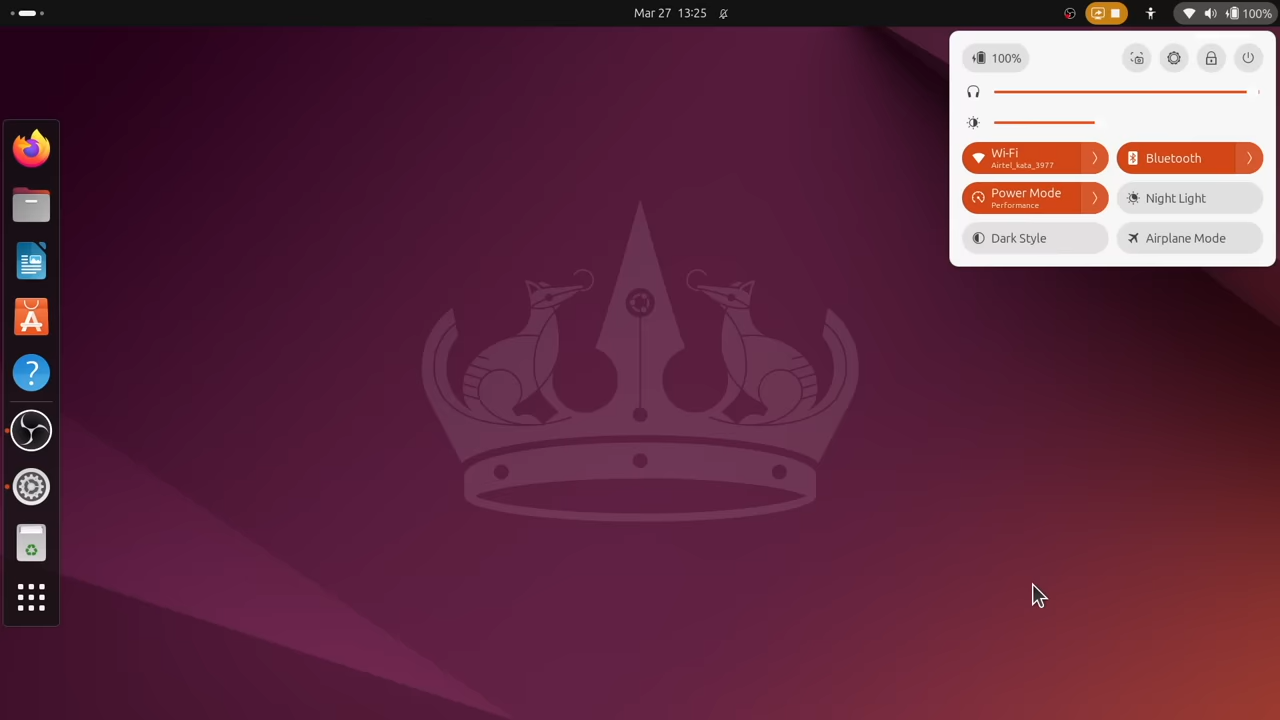 Mar 27 13:25
100%
100%
Wi-Fi
Airtel_kata_3977
Bluetooth
Power Mode
Performance
Night Light
Dark Style
Airplane Mode